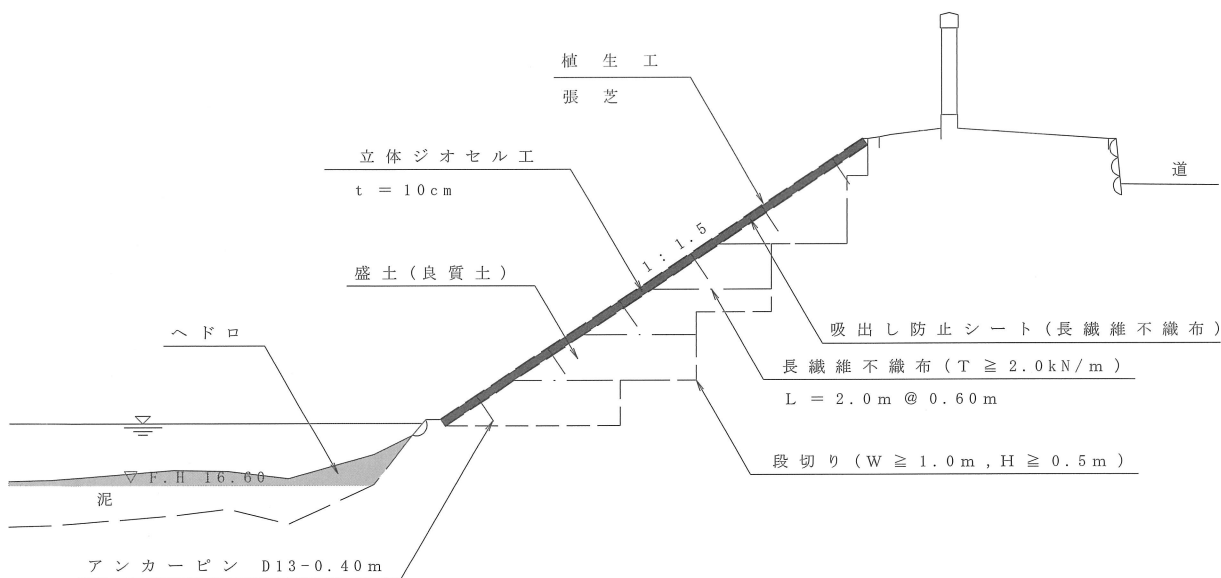 植生工
張芝
立体ジオセル工
t = 10cm
道
1:1.5
盛土(良質土)
ヘドロ
吸出し防止シート(長繊維不織布)
長繊維不織布(T ≧ 2.0kN/m)
L = 2.0m @ 0.60m
段切り(W ≧ 1.0m, H ≧ 0.5m)
▽ F.H 16.60
泥
アンカーピン D13-0.40m